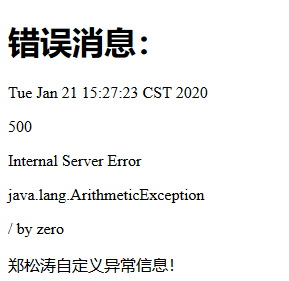 错误消息：
Tue Jan 21 15:27:23 CST 2020
500
Internal Server Error
java.lang.ArithmeticException
/ by zero
郑松涛自定义异常信息！